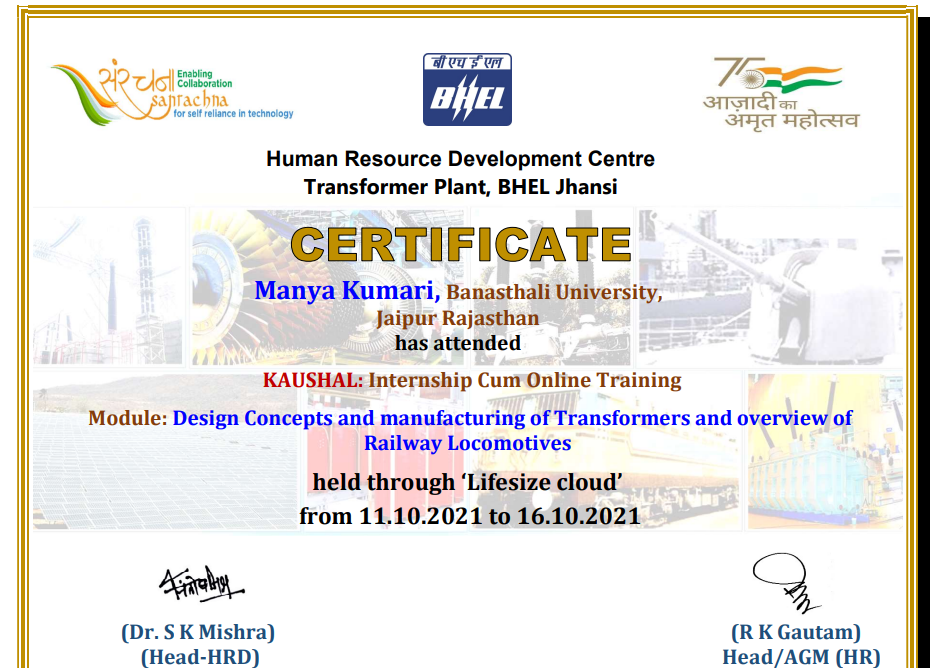 संरचना
Enabling
Collaboration
sanrachna
for self reliance in technology
बी एच ई एल
BHEL
75
आज़ादी का
अमृत महोत्सव
Human Resource Development Centre
Transformer Plant, BHEL Jhansi
CERTIFICATE
Manya Kumari, Banasthali University,
Jaipur Rajasthan
has attended
KAUSHAL: Internship Cum Online Training
Module: Design Concepts and manufacturing of Transformers and overview of
Railway Locomotives
held through ‘Lifesize cloud’
from 11.10.2021 to 16.10.2021
(Dr. S K Mishra)
(Head-HRD)
(R K Gautam)
Head/AGM (HR)